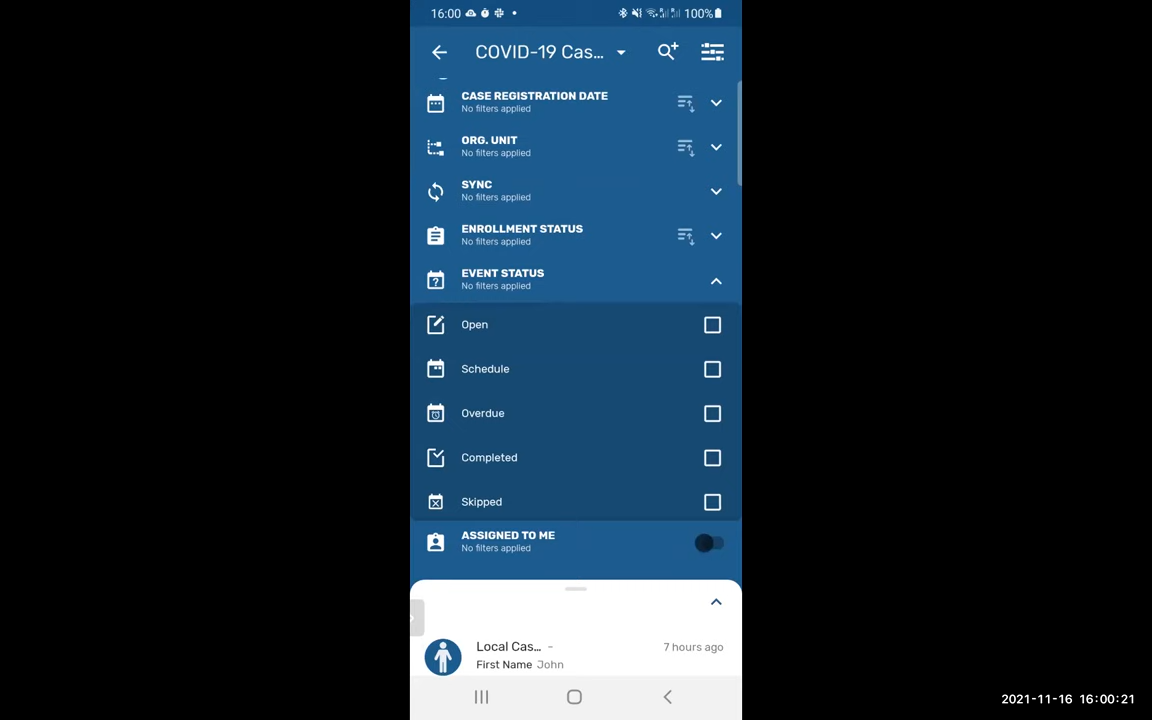 16:00
100%
COVID-19 Cas...
CASE REGISTRATION DATE
No filters applied
ORG. UNIT
No filters applied
SYNC
No filters applied
ENROLLMENT STATUS
No filters applied
EVENT STATUS
No filters applied
Open
Schedule
Overdue
Completed
Skipped
ASSIGNED TO ME
No filters applied
Local Cas... -
7 hours ago
First Name John
2021-11-16 16:00:21